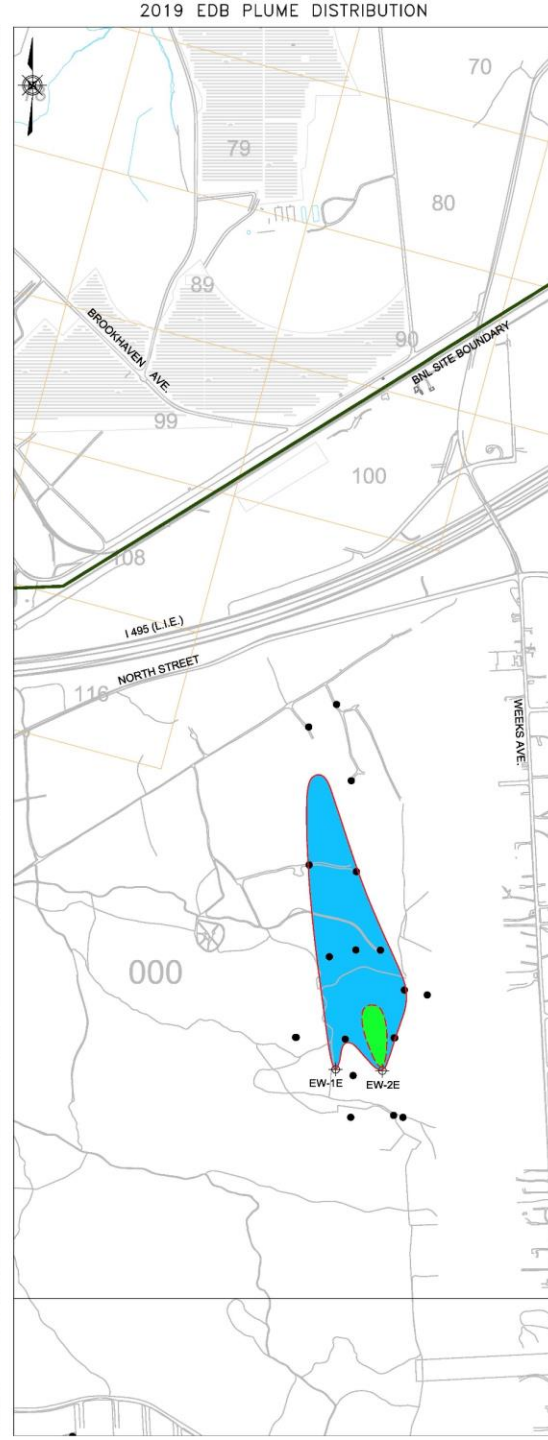 2019 EDB PLUME DISTRIBUTION
70
79
80
89
BROOKHAVEN AVE.
90
BNL SITE BOUNDARY
99
100
108
I 495 (L.I.E.)
NORTH STREET
116
WEEKS AVE.
000
EW-1E
EW-2E